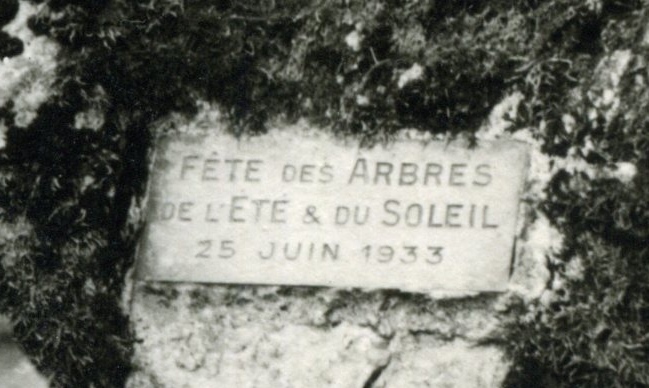 FÊTE DES ARBRES
DE L'ÉTÉ & DU SOLEIL
25 JUIN 1933